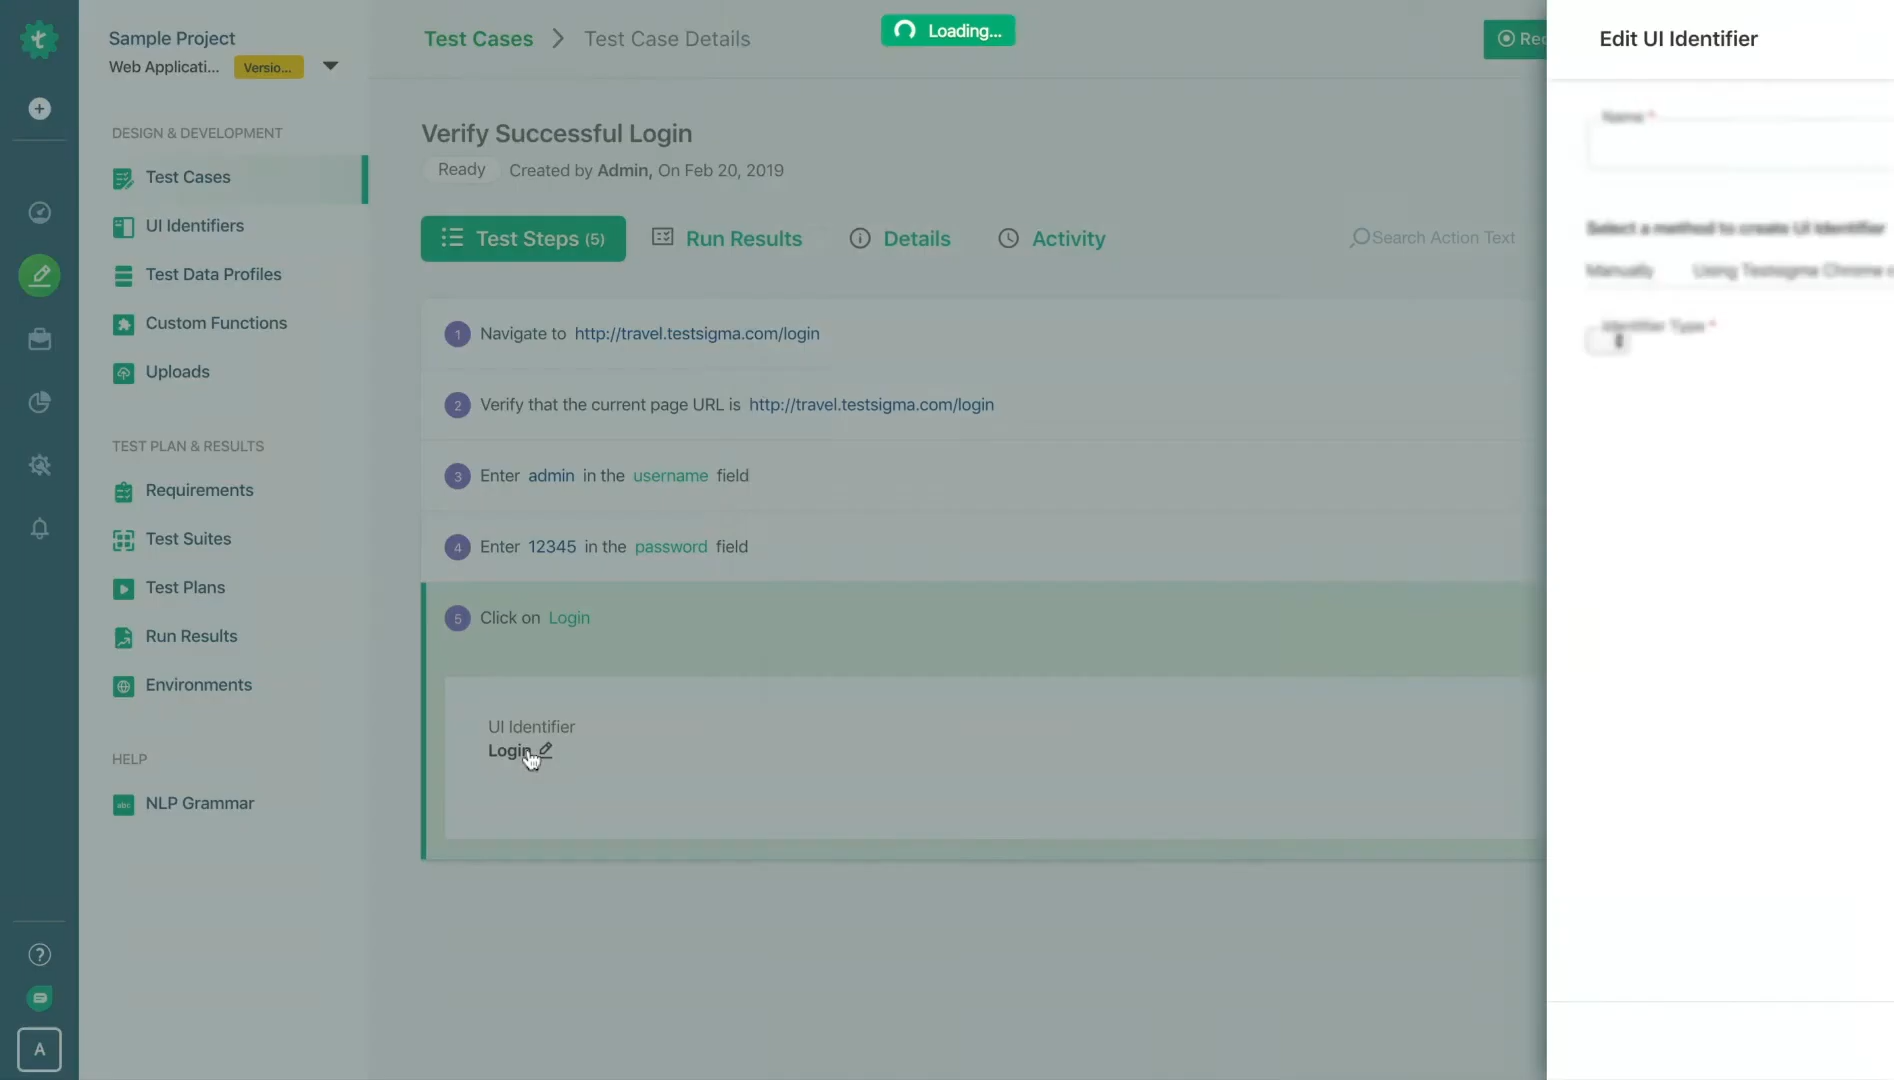 Sample Project
Web Applicati...
Versio...
DESIGN & DEVELOPMENT
Test Cases
UI Identifiers
Test Data Profiles
Custom Functions
Uploads
TEST PLAN & RESULTS
Requirements
Test Suites
Test Plans
Run Results
Environments
HELP
abc NLP Grammar
A
Test Cases > Test Case Details
Loading...
Rec
Verify Successful Login
Ready Created by Admin, On Feb 20, 2019
Test Steps (5) Run Results Details Activity
Search Action Text
1 Navigate to http://travel.testsigma.com/login
2 Verify that the current page URL is http://travel.testsigma.com/login
3 Enter admin in the username field
4 Enter 12345 in the password field
5 Click on Login
UI Identifier
Login
Edit UI Identifier
Name *
Select a method to create UI Identifier
Manually Using Testsigma Chrome
Identifier Type *